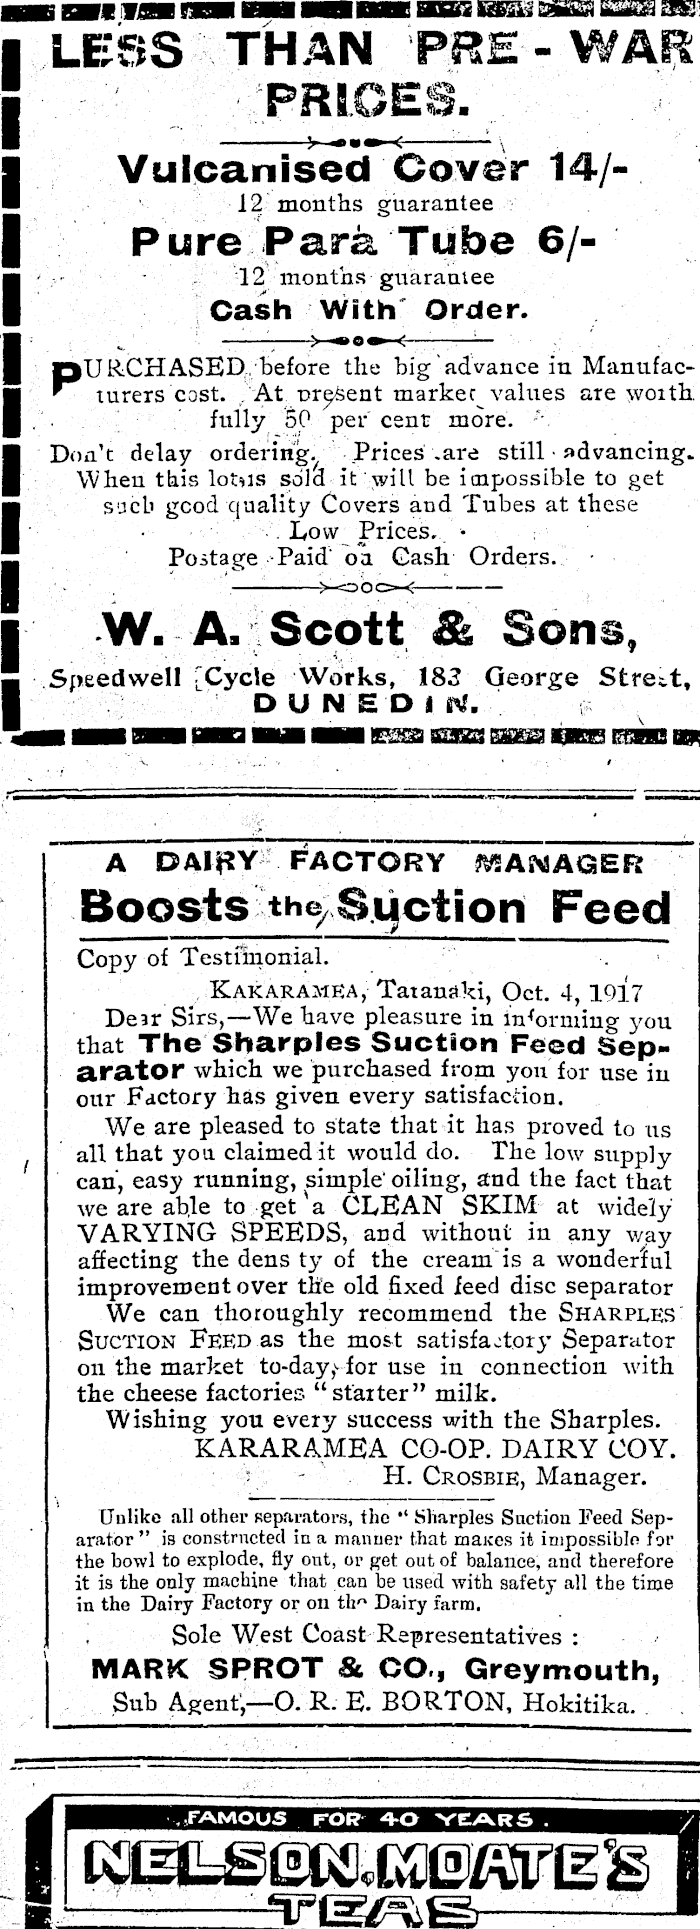 LESS THAN PRE-WAR
PRICES.
Vulcanised Cover 14/-
12 months guarantee
Pure Para Tube 6/-
12 months guarantee
Cash With Order.
PURCHASED before the big advance in Manufac-
turers cost. At present market values are worth
fully 50 per cent more.
Don't delay ordering. Prices are still advancing.
When this lot is sold it will be impossible to get
such good quality Covers and Tubes at these
Low Prices.
Postage Paid on Cash Orders.
W. A. Scott & Sons,
Speedwell Cycle Works, 183 George Street,
DUNEDIN.
A DAIRY FACTORY MANAGER
Boosts the Suction Feed
Copy of Testimonial.
KAKARAMEA, Taranaki, Oct. 4, 1917
Dear Sirs,—We have pleasure in informing you
that The Sharples Suction Feed Sep-
arator which we purchased from you for use in
our Factory has given every satisfaction.
We are pleased to state that it has proved to us
all that you claimed it would do. The low supply
can, easy running, simple oiling, and the fact that
we are able to get a CLEAN SKIM at widely
VARYING SPEEDS, and without in any way
affecting the dens ty of the cream is a wonderful
improvement over the old fixed feed disc separator
We can thoroughly recommend the SHARPLES
SUCTION FEED as the most satisfactory Separator
on the market to-day, for use in connection with
the cheese factories "starter" milk.
Wishing you every success with the Sharples.
KARARAMEA CO-OP. DAIRY COY.
H. CROSBIE, Manager.
Unlike all other separators, the "Sharples Suction Feed Sep-
arator" is constructed in a manner that makes it impossible for
the bowl to explode, fly out, or get out of balance, and therefore
it is the only machine that can be used with safety all the time
in the Dairy Factory or on the Dairy farm.
Sole West Coast Representatives:
MARK SPROT & CO., Greymouth,
Sub Agent,—O. R. E. BORTON, Hokitika.
FAMOUS FOR 40 YEARS.
NELSON, MOATE'S
TEAS